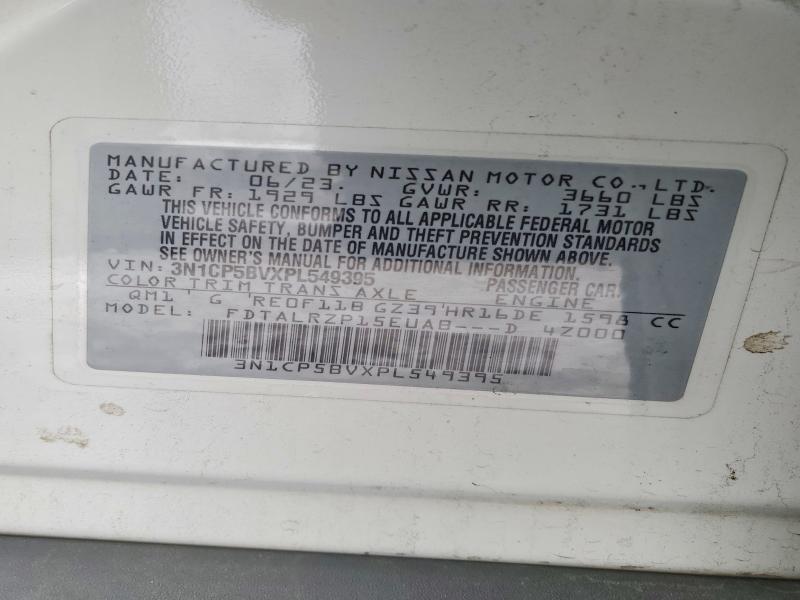 MANUFACTURED BY NISSAN MOTOR CO., LTD.
DATE: 06/23. GVWR: 3660 LBS
GAWR FR: 1929 LBS GAWR RR: 1731 LBS
THIS VEHICLE CONFORMS TO ALL APPLICABLE FEDERAL MOTOR
VEHICLE SAFETY, BUMPER AND THEFT PREVENTION STANDARDS
IN EFFECT ON THE DATE OF MANUFACTURE SHOWN ABOVE.
SEE OWNER'S MANUAL FOR ADDITIONAL INFORMATION.
VIN: 3N1CP5BVXPL549395 PASSENGER CAR
COLOR TRIM TRANS AXLE ENGINE
QM1 G RE0F11B GZ39 HR16DE 1598 CC
MODEL: FDTALRZP15EUAB---D 4Z000
3N1CP5BVXPL549395